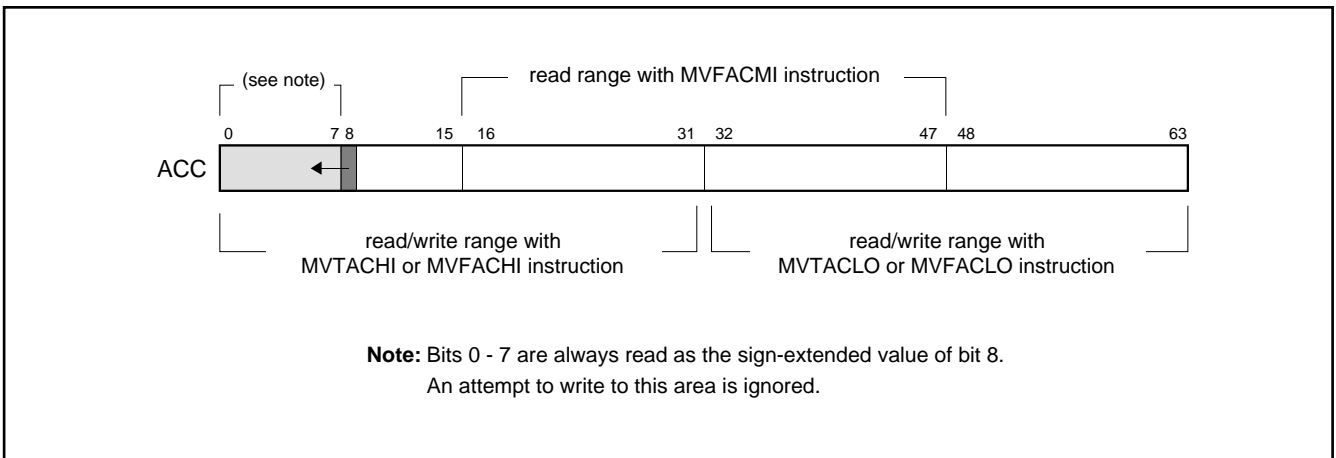 (see note)
read range with MVFACMI instruction
0 7 8 15 16 31 32 47 48 63
ACC
read/write range with
MVTACHI or MVFACHI instruction
read/write range with
MVTACLO or MVFACLO instruction
Note: Bits 0 - 7 are always read as the sign-extended value of bit 8.
An attempt to write to this area is ignored.